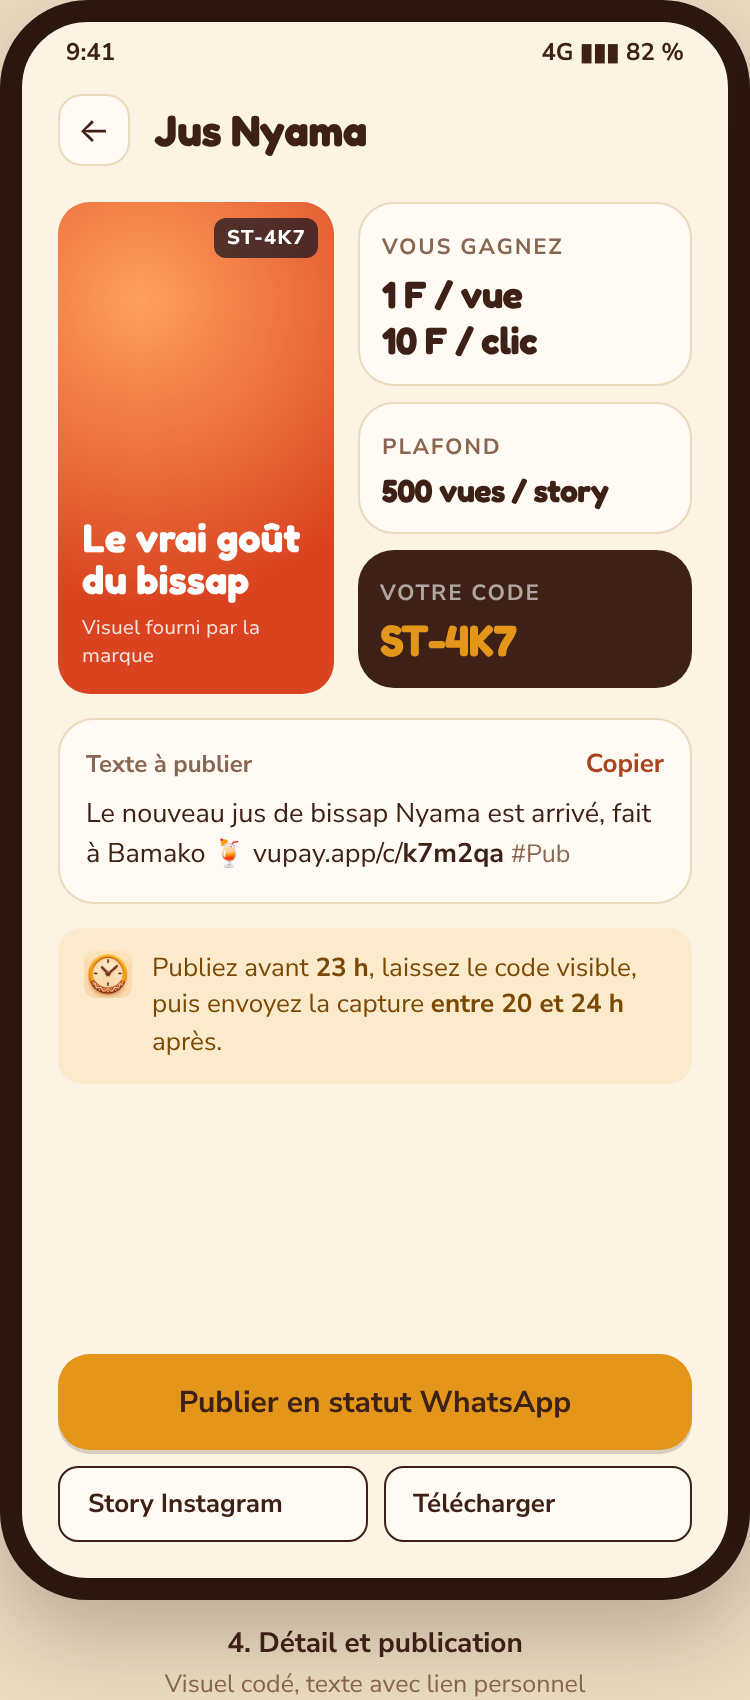 9:41
4G ▮▮▮ 82 %
←
Jus Nyama
ST-4K7
Le vrai goût
du bissap
Visuel fourni par la
marque
VOUS GAGNEZ
1 F / vue
10 F / clic
PLAFOND
500 vues / story
VOTRE CODE
ST-4K7
Texte à publier
Copier
Le nouveau jus de bissap Nyama est arrivé, fait
à Bamako 🍹 vupay.app/c/k7m2qa #Pub
Publiez avant 23 h, laissez le code visible,
puis envoyez la capture entre 20 et 24 h
après.
Publier en statut WhatsApp
Story Instagram
Télécharger
4. Détail et publication
Visuel codé, texte avec lien personnel